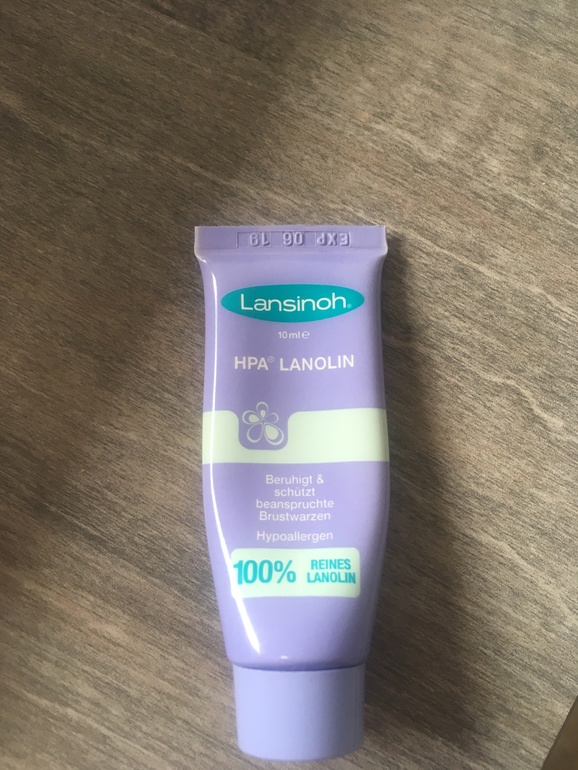 EXP 06 19
Lansinoh®
10 ml ℮
HPA® LANOLIN
Beruhigt &
schützt
beanspruchte
Brustwarzen
Hypoallergen
100% REINES
LANOLIN